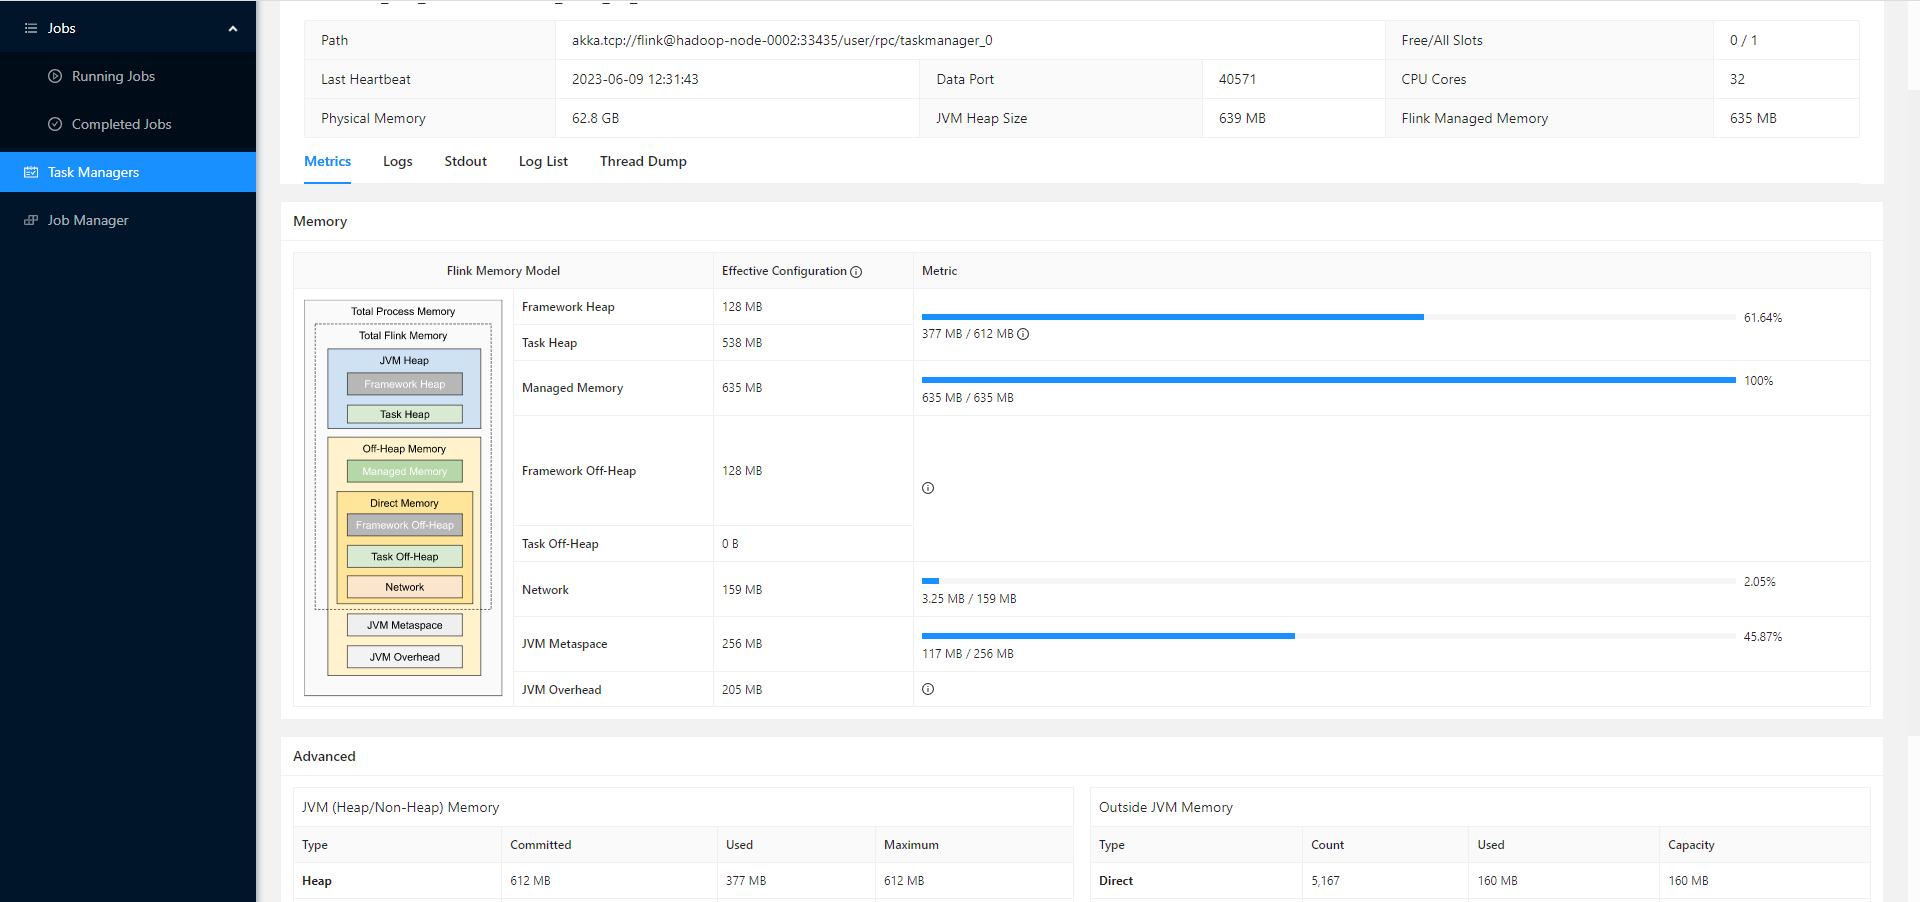 Jobs
Running Jobs
Completed Jobs
Task Managers
Job Manager
Path akka.tcp://flink@hadoop-node-0002:33435/user/rpc/taskmanager_0 Free/All Slots 0 / 1
Last Heartbeat 2023-06-09 12:31:43 Data Port 40571 CPU Cores 32
Physical Memory 62.8 GB JVM Heap Size 639 MB Flink Managed Memory 635 MB
Metrics Logs Stdout Log List Thread Dump
Memory
Flink Memory Model Effective Configuration Metric
Total Process Memory
Total Flink Memory
JVM Heap
Framework Heap
Task Heap
Off-Heap Memory
Managed Memory
Direct Memory
Framework Off-Heap
Task Off-Heap
Network
JVM Metaspace
JVM Overhead
Framework Heap 128 MB
61.64%
377 MB / 612 MB
Task Heap 538 MB
Managed Memory 635 MB
100%
635 MB / 635 MB
Framework Off-Heap 128 MB
Task Off-Heap 0 B
Network 159 MB
2.05%
3.25 MB / 159 MB
JVM Metaspace 256 MB
45.87%
117 MB / 256 MB
JVM Overhead 205 MB
Advanced
JVM (Heap/Non-Heap) Memory
Type Committed Used Maximum
Heap 612 MB 377 MB 612 MB
Outside JVM Memory
Type Count Used Capacity
Direct 5,167 160 MB 160 MB